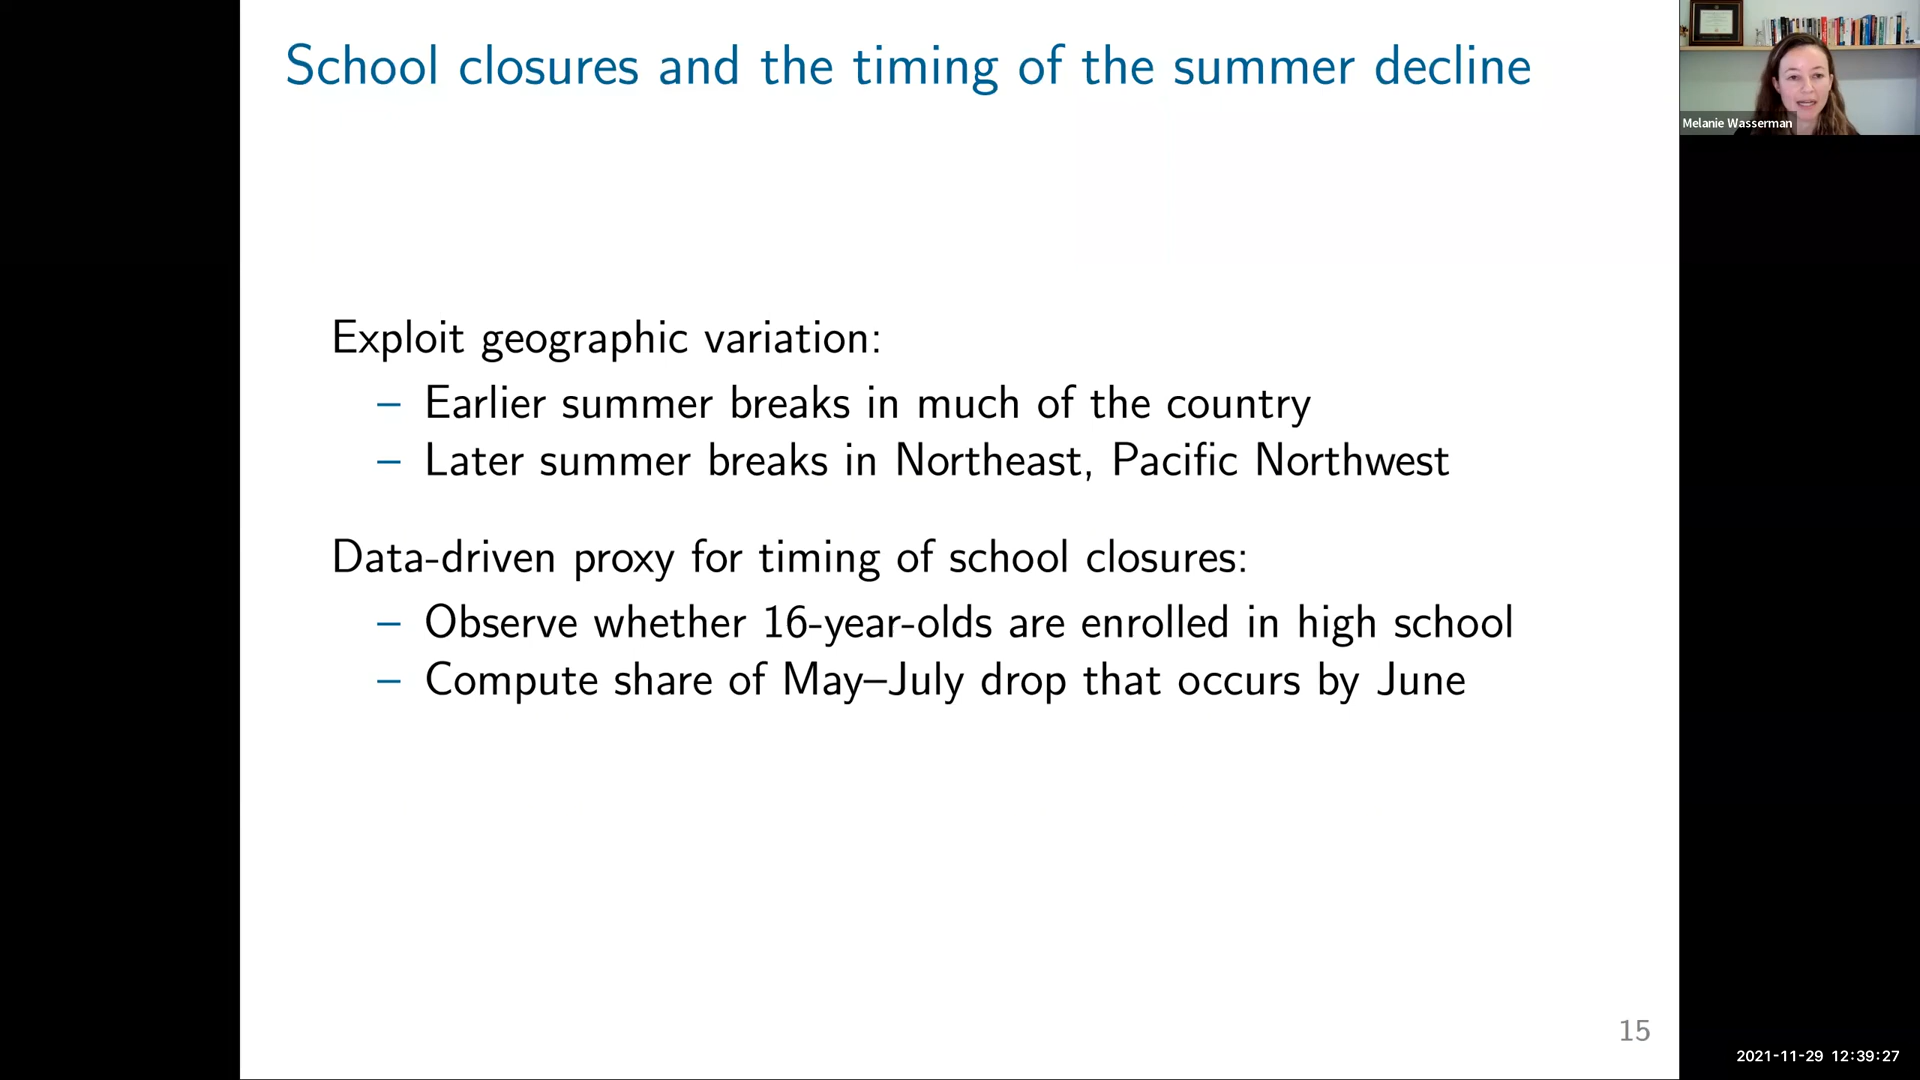 School closures and the timing of the summer decline
Melanie Wasserman
Exploit geographic variation:
– Earlier summer breaks in much of the country
– Later summer breaks in Northeast, Pacific Northwest
Data-driven proxy for timing of school closures:
– Observe whether 16-year-olds are enrolled in high school
– Compute share of May–July drop that occurs by June
15
2021-11-29 12:39:27